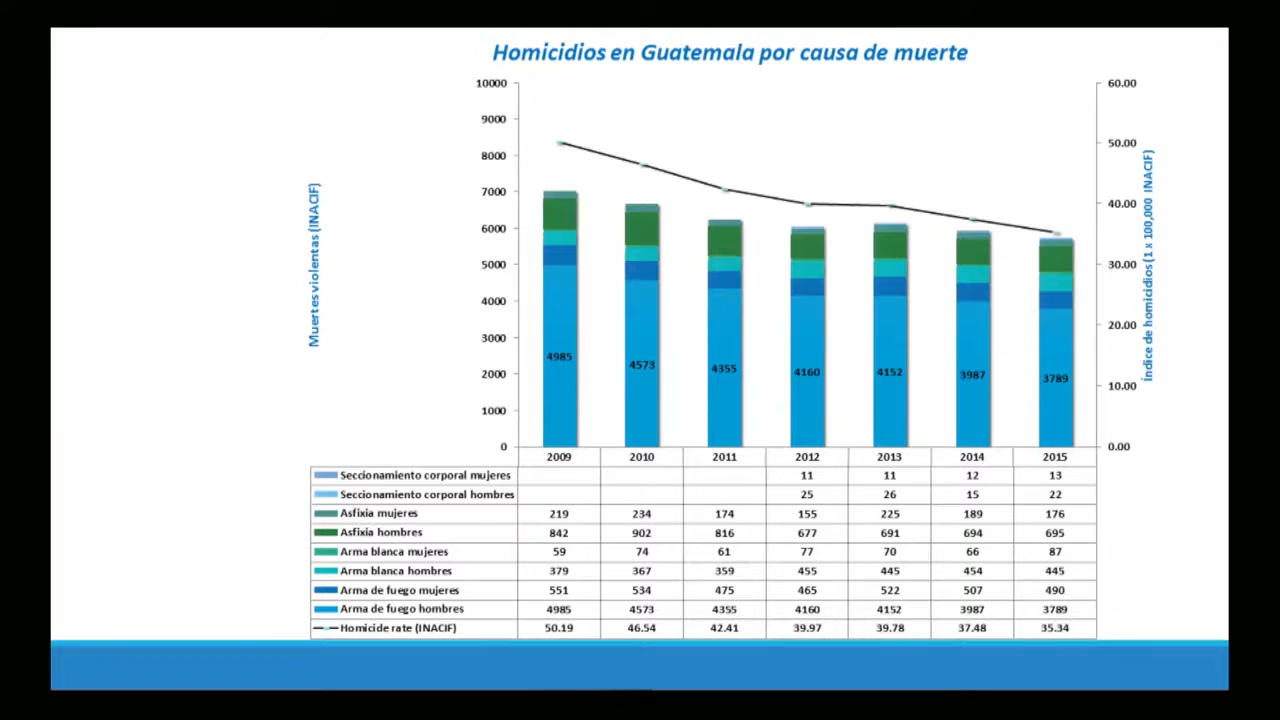 Homicidios en Guatemala por causa de muerte
10000
9000
8000
7000
6000
5000
4000
3000
2000
1000
0
Muertes violentas (INACIF)
60.00
50.00
40.00
30.00
20.00
10.00
0.00
Índice de homicidios (1 x 100,000 INACIF)
4985 4573 4355 4160 4152 3987 3789
2009 2010 2011 2012 2013 2014 2015
Seccionamiento corporal mujeres 11 11 12 13
Seccionamiento corporal hombres 25 26 15 22
Asfixia mujeres 219 234 174 155 225 189 176
Asfixia hombres 842 902 816 677 691 694 695
Arma blanca mujeres 59 74 61 77 70 66 87
Arma blanca hombres 379 367 359 455 445 454 445
Arma de fuego mujeres 551 534 475 465 522 507 490
Arma de fuego hombres 4985 4573 4355 4160 4152 3987 3789
Homicide rate (INACIF) 50.19 46.54 42.41 39.97 39.78 37.48 35.34